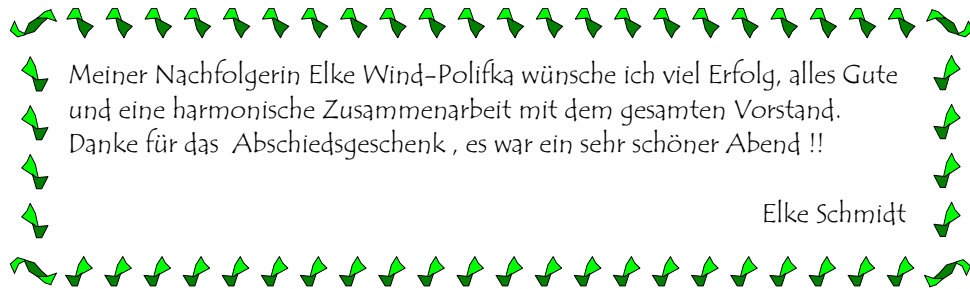 Meiner Nachfolgerin Elke Wind-Polifka wünsche ich viel Erfolg, alles Gute
und eine harmonische Zusammenarbeit mit dem gesamten Vorstand.
Danke für das  Abschiedsgeschenk , es war ein sehr schöner Abend !!
Elke Schmidt